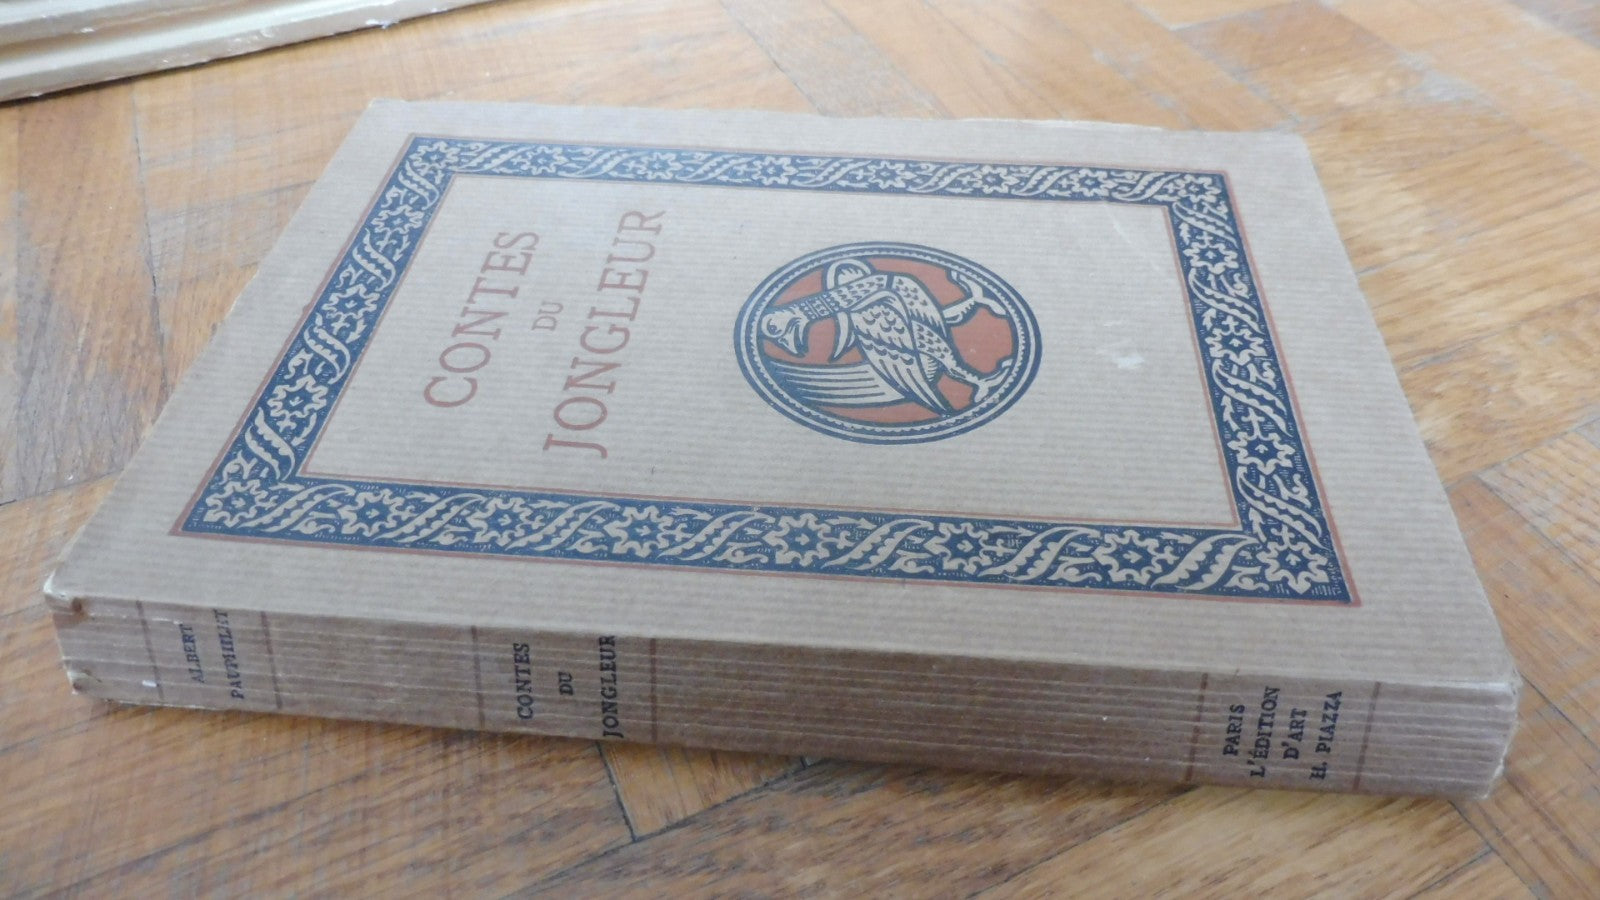 CONTES
DU
JONGLEUR
ALBERT
PAUPHILET
CONTES
DU
JONGLEUR
PARIS
L'ÉDITION
D'ART
H. PIAZZA